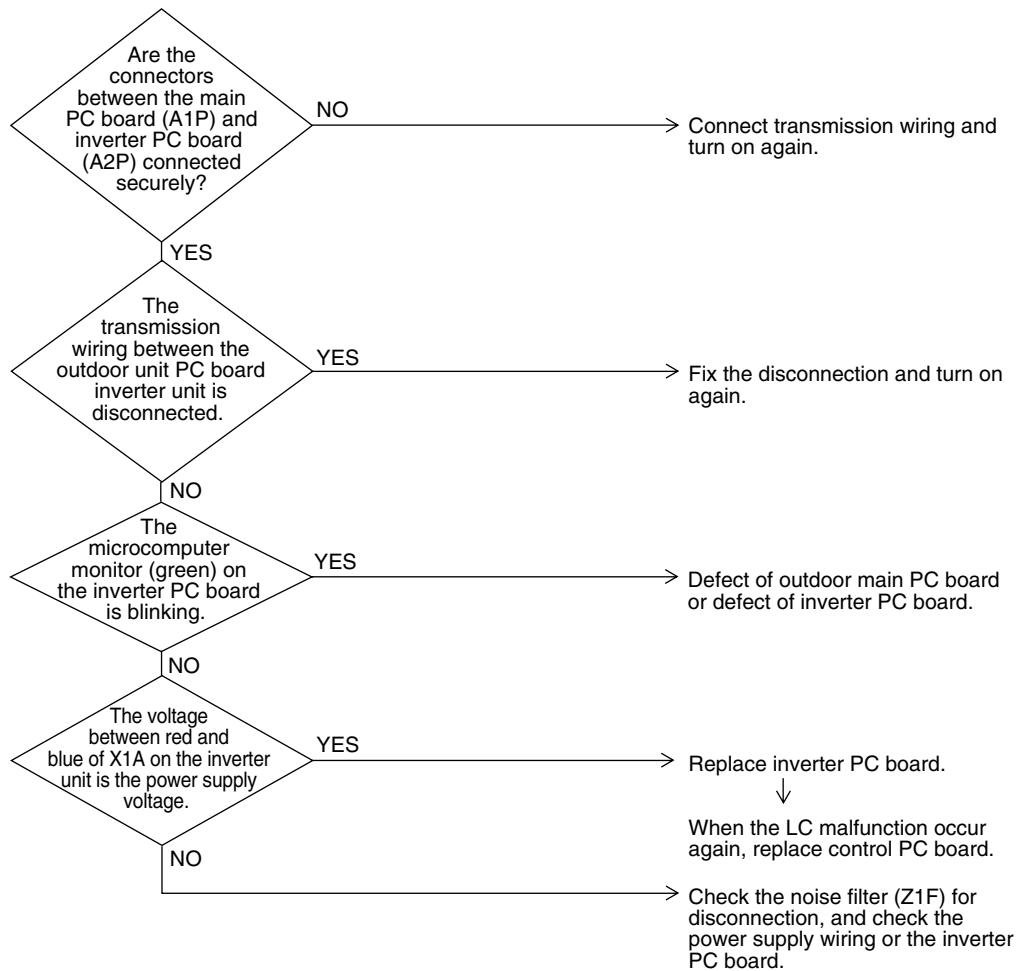 Are the
connectors
between the main
PC board (A1P) and
inverter PC board
(A2P) connected
securely?
NO
Connect transmission wiring and
turn on again.
YES
The
transmission
wiring between the
outdoor unit PC board
inverter unit is
disconnected.
YES
Fix the disconnection and turn on
again.
NO
The
microcomputer
monitor (green) on
the inverter PC board
is blinking.
YES
Defect of outdoor main PC board
or defect of inverter PC board.
NO
The voltage
between red and
blue of X1A on the inverter
unit is the power supply
voltage.
YES
Replace inverter PC board.
When the LC malfunction occur
again, replace control PC board.
NO
Check the noise filter (Z1F) for
disconnection, and check the
power supply wiring or the inverter
PC board.